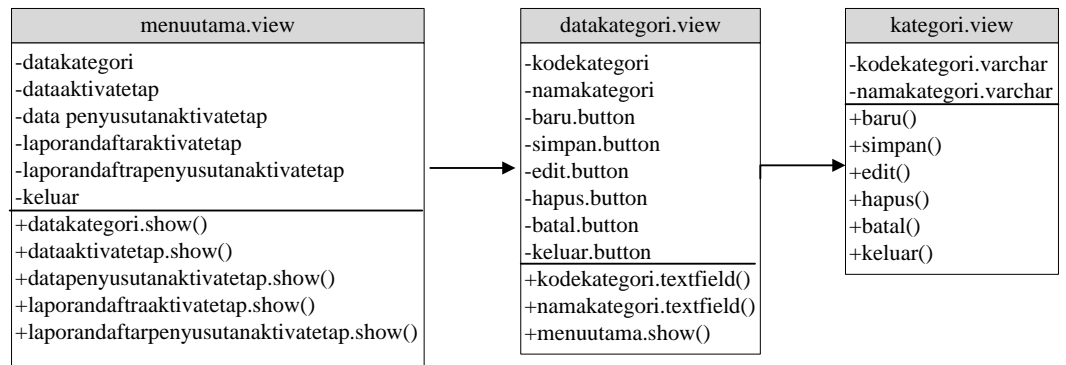 menuutama.view
-datakategori
-dataaktivatetap
-data penyusutanaktivatetap
-laporandaftaraktivatetap
-laporandaftrapenyusutanaktivatetap
-keluar
+datakategori.show()
+dataaktivatetap.show()
+datapenyusutanaktivatetap.show()
+laporandaftraaktivatetap.show()
+laporandaftarpenyusutanaktivatetap.show()
datakategori.view
-kodekategori
-namakategori
-baru.button
-simpan.button
-edit.button
-hapus.button
-batal.button
-keluar.button
+kodekategori.textfield()
+namakategori.textfield()
+menuutama.show()
kategori.view
-kodekategori.varchar
-namakategori.varchar
+baru()
+simpan()
+edit()
+hapus()
+batal()
+keluar()